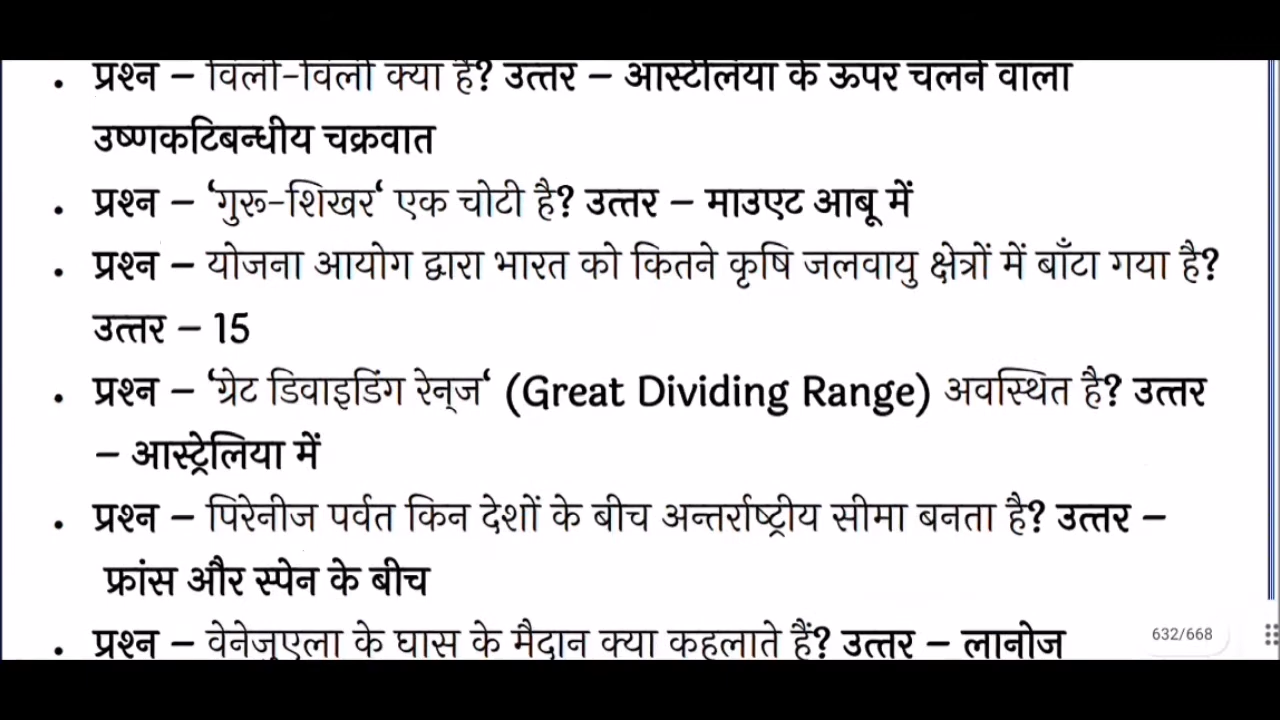 • प्रश्न – विली-विली क्या है? उत्तर – आस्टेलिया के ऊपर चलने वाला
उष्णकटिबन्धीय चक्रवात
• प्रश्न – ‘गुरू-शिखर‘ एक चोटी है? उत्तर – माउएट आबू में
• प्रश्न – योजना आयोग द्वारा भारत को कितने कृषि जलवायु क्षेत्रों में बाँटा गया है?
उत्तर – 15
• प्रश्न – ‘ग्रेट डिवाइडिंग रेन्‌ज‘ (Great Dividing Range) अवस्थित है? उत्तर
– आस्ट्रेलिया में
• प्रश्न – पिरेनीज पर्वत किन देशों के बीच अन्तर्राष्ट्रीय सीमा बनता है? उत्तर –
फ्रांस और स्पेन के बीच
• प्रश्न – वेनेजुएला के घास के मैदान क्या कहलाते हैं? उत्तर – लानोज
632/668